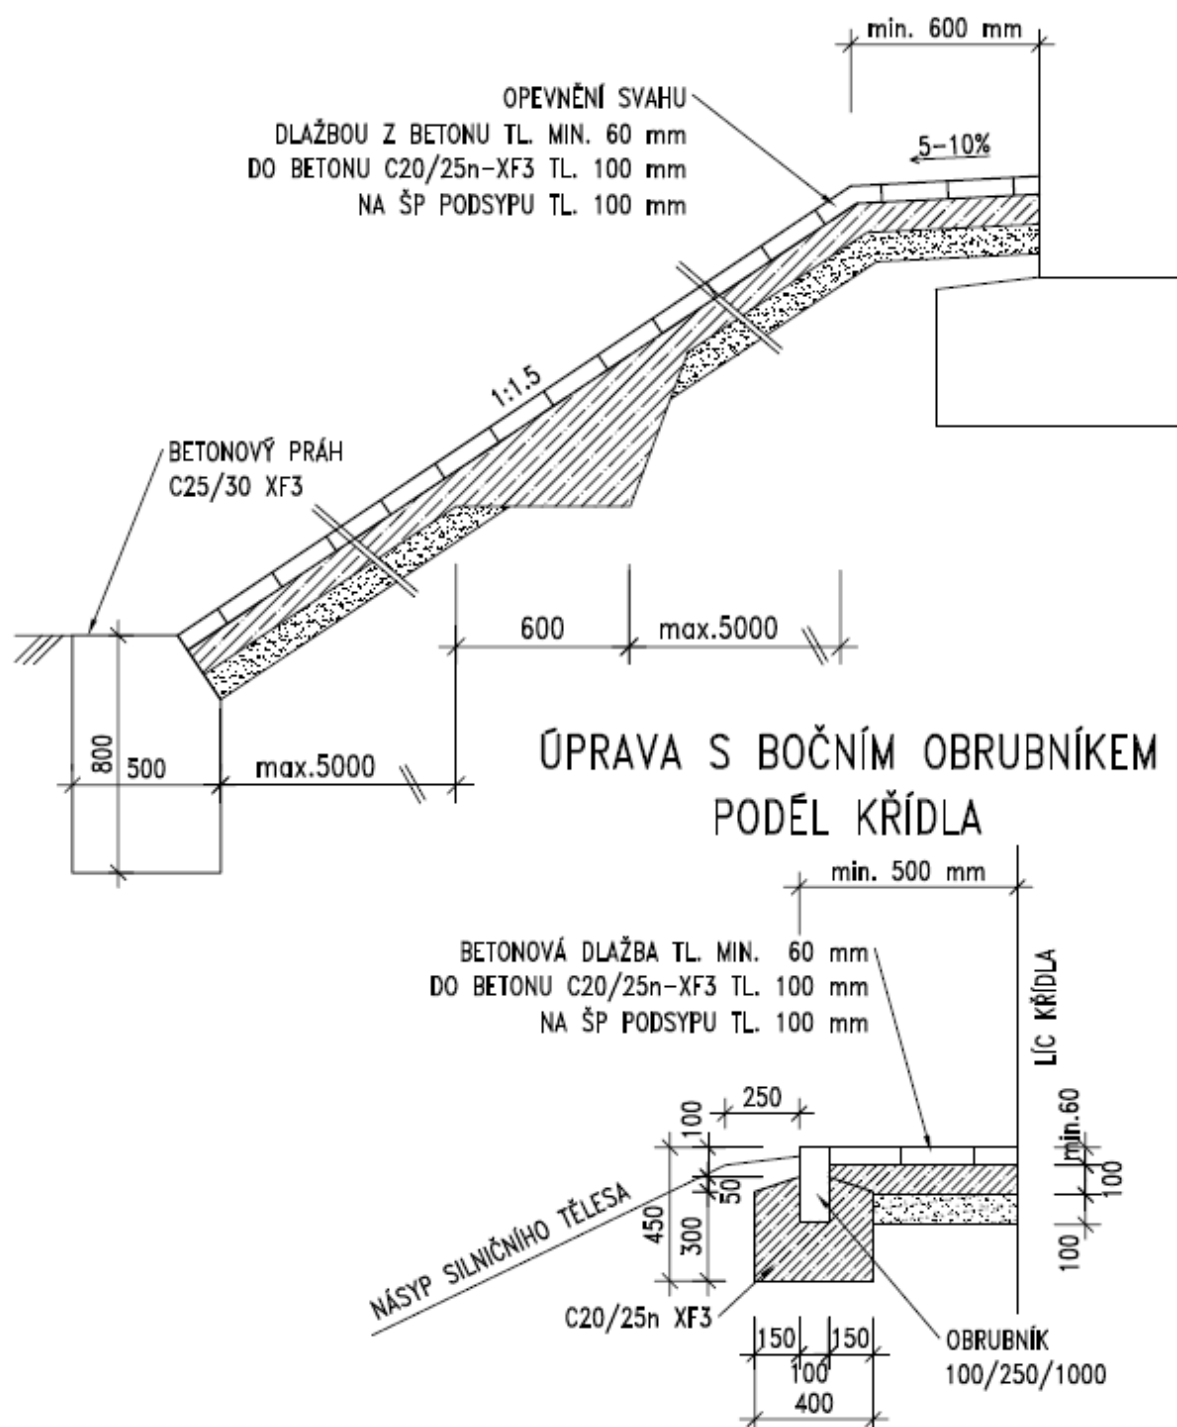 min. 600 mm
OPEVNĚNÍ SVAHU
DLAŽBOU Z BETONU TL. MIN. 60 mm
DO BETONU C20/25n-XF3 TL. 100 mm
NA ŠP PODSYPU TL. 100 mm
5-10%
1:1.5
BETONOVÝ PRÁH
C25/30 XF3
600
max.5000
800
500
max.5000
ÚPRAVA S BOČNÍM OBRUBNÍKEM
PODÉL KŘÍDLA
min. 500 mm
BETONOVÁ DLAŽBA TL. MIN. 60 mm
DO BETONU C20/25n-XF3 TL. 100 mm
NA ŠP PODSYPU TL. 100 mm
LÍC KŘÍDLA
250
100
min.60
50
100
450
300
100
NÁSYP SILNIČNÍHO TĚLESA
C20/25n XF3
150
150
100
400
OBRUBNÍK
100/250/1000